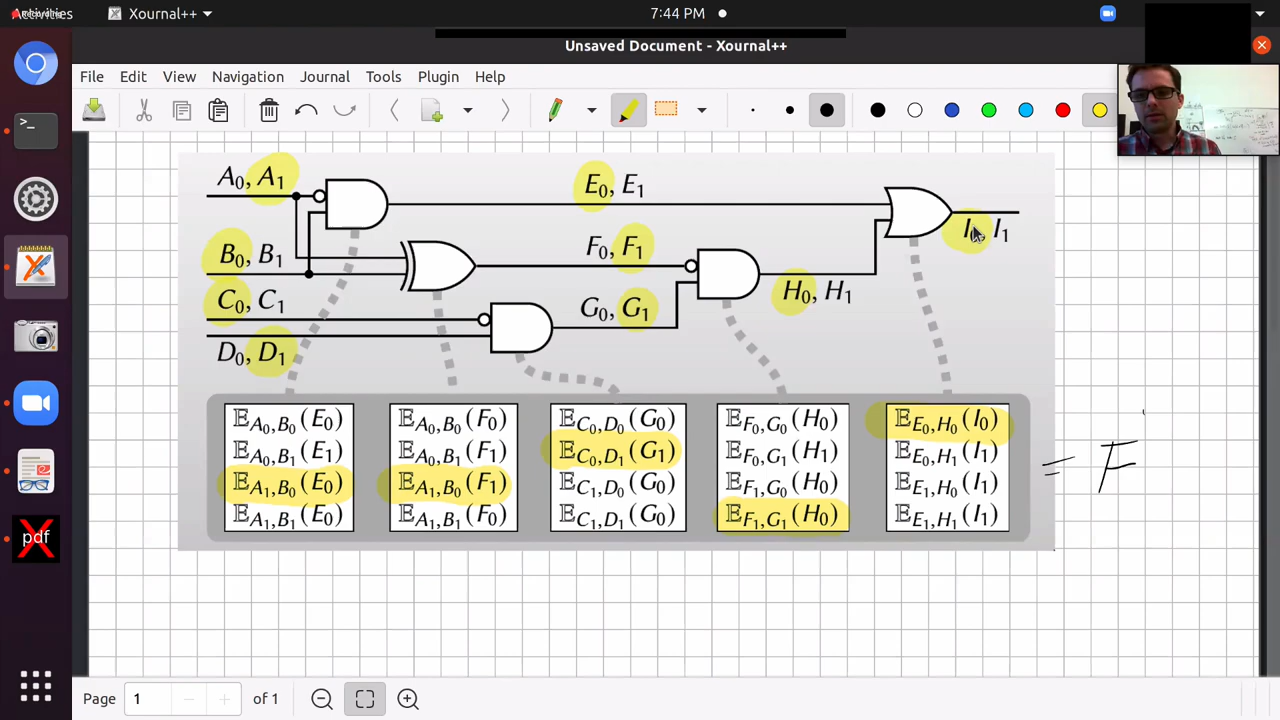 Activities Xournal++ 7:44 PM
Unsaved Document - Xournal++
File Edit View Navigation Journal Tools Plugin Help
A₀, A₁
E₀, E₁
I₀, I₁
B₀, B₁
F₀, F₁
C₀, C₁
G₀, G₁
H₀, H₁
D₀, D₁
𝔼A₀,B₀(E₀) 𝔼A₀,B₀(F₀) 𝔼C₀,D₀(G₀) 𝔼F₀,G₀(H₀) 𝔼E₀,H₀(I₀)
𝔼A₀,B₁(E₁) 𝔼A₀,B₁(F₁) 𝔼C₀,D₁(G₁) 𝔼F₀,G₁(H₁) 𝔼E₀,H₁(I₁)
𝔼A₁,B₀(E₀) 𝔼A₁,B₀(F₁) 𝔼C₁,D₀(G₀) 𝔼F₁,G₀(H₀) 𝔼E₁,H₀(I₁)
𝔼A₁,B₁(E₀) 𝔼A₁,B₁(F₀) 𝔼C₁,D₁(G₀) 𝔼F₁,G₁(H₀) 𝔼E₁,H₁(I₁)
= F
pdf
Page 1 of 1